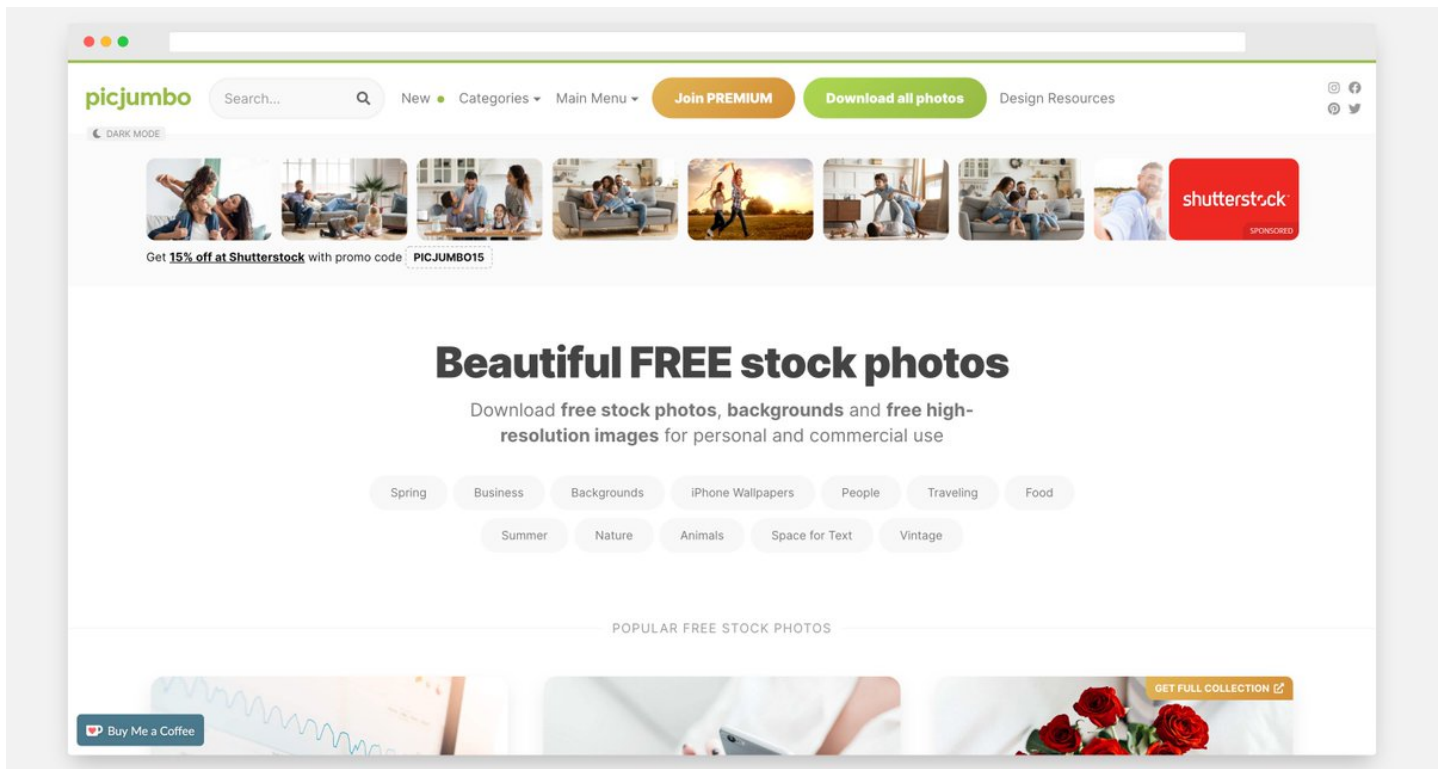 picjumbo
Search...
New
Categories
Main Menu
Join PREMIUM
Download all photos
Design Resources
DARK MODE
shutterstock
SPONSORED
Get 15% off at Shutterstock with promo code PICJUMBO15
Beautiful FREE stock photos
Download free stock photos, backgrounds and free high-
resolution images for personal and commercial use
Spring Business Backgrounds iPhone Wallpapers People Traveling Food
Summer Nature Animals Space for Text Vintage
POPULAR FREE STOCK PHOTOS
GET FULL COLLECTION
Buy Me a Coffee